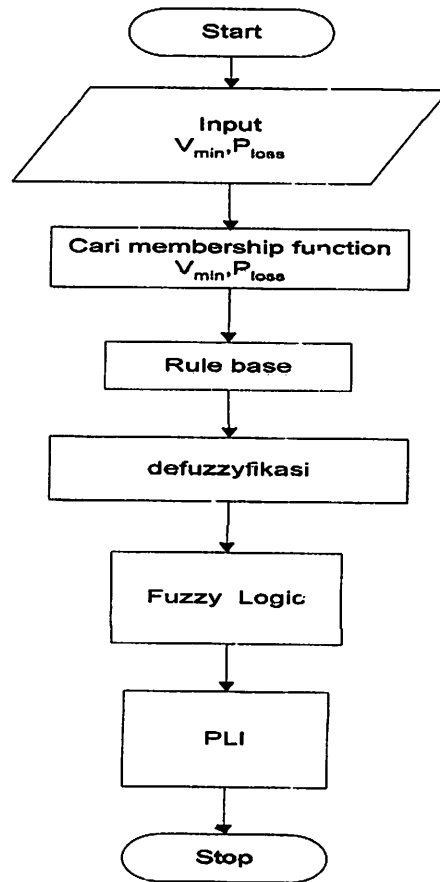 Start
Input
Vmin,Ploss
Cari membership function
Vmin,Ploss
Rule base
defuzzyfikasi
Fuzzy Logic
PLI
Stop